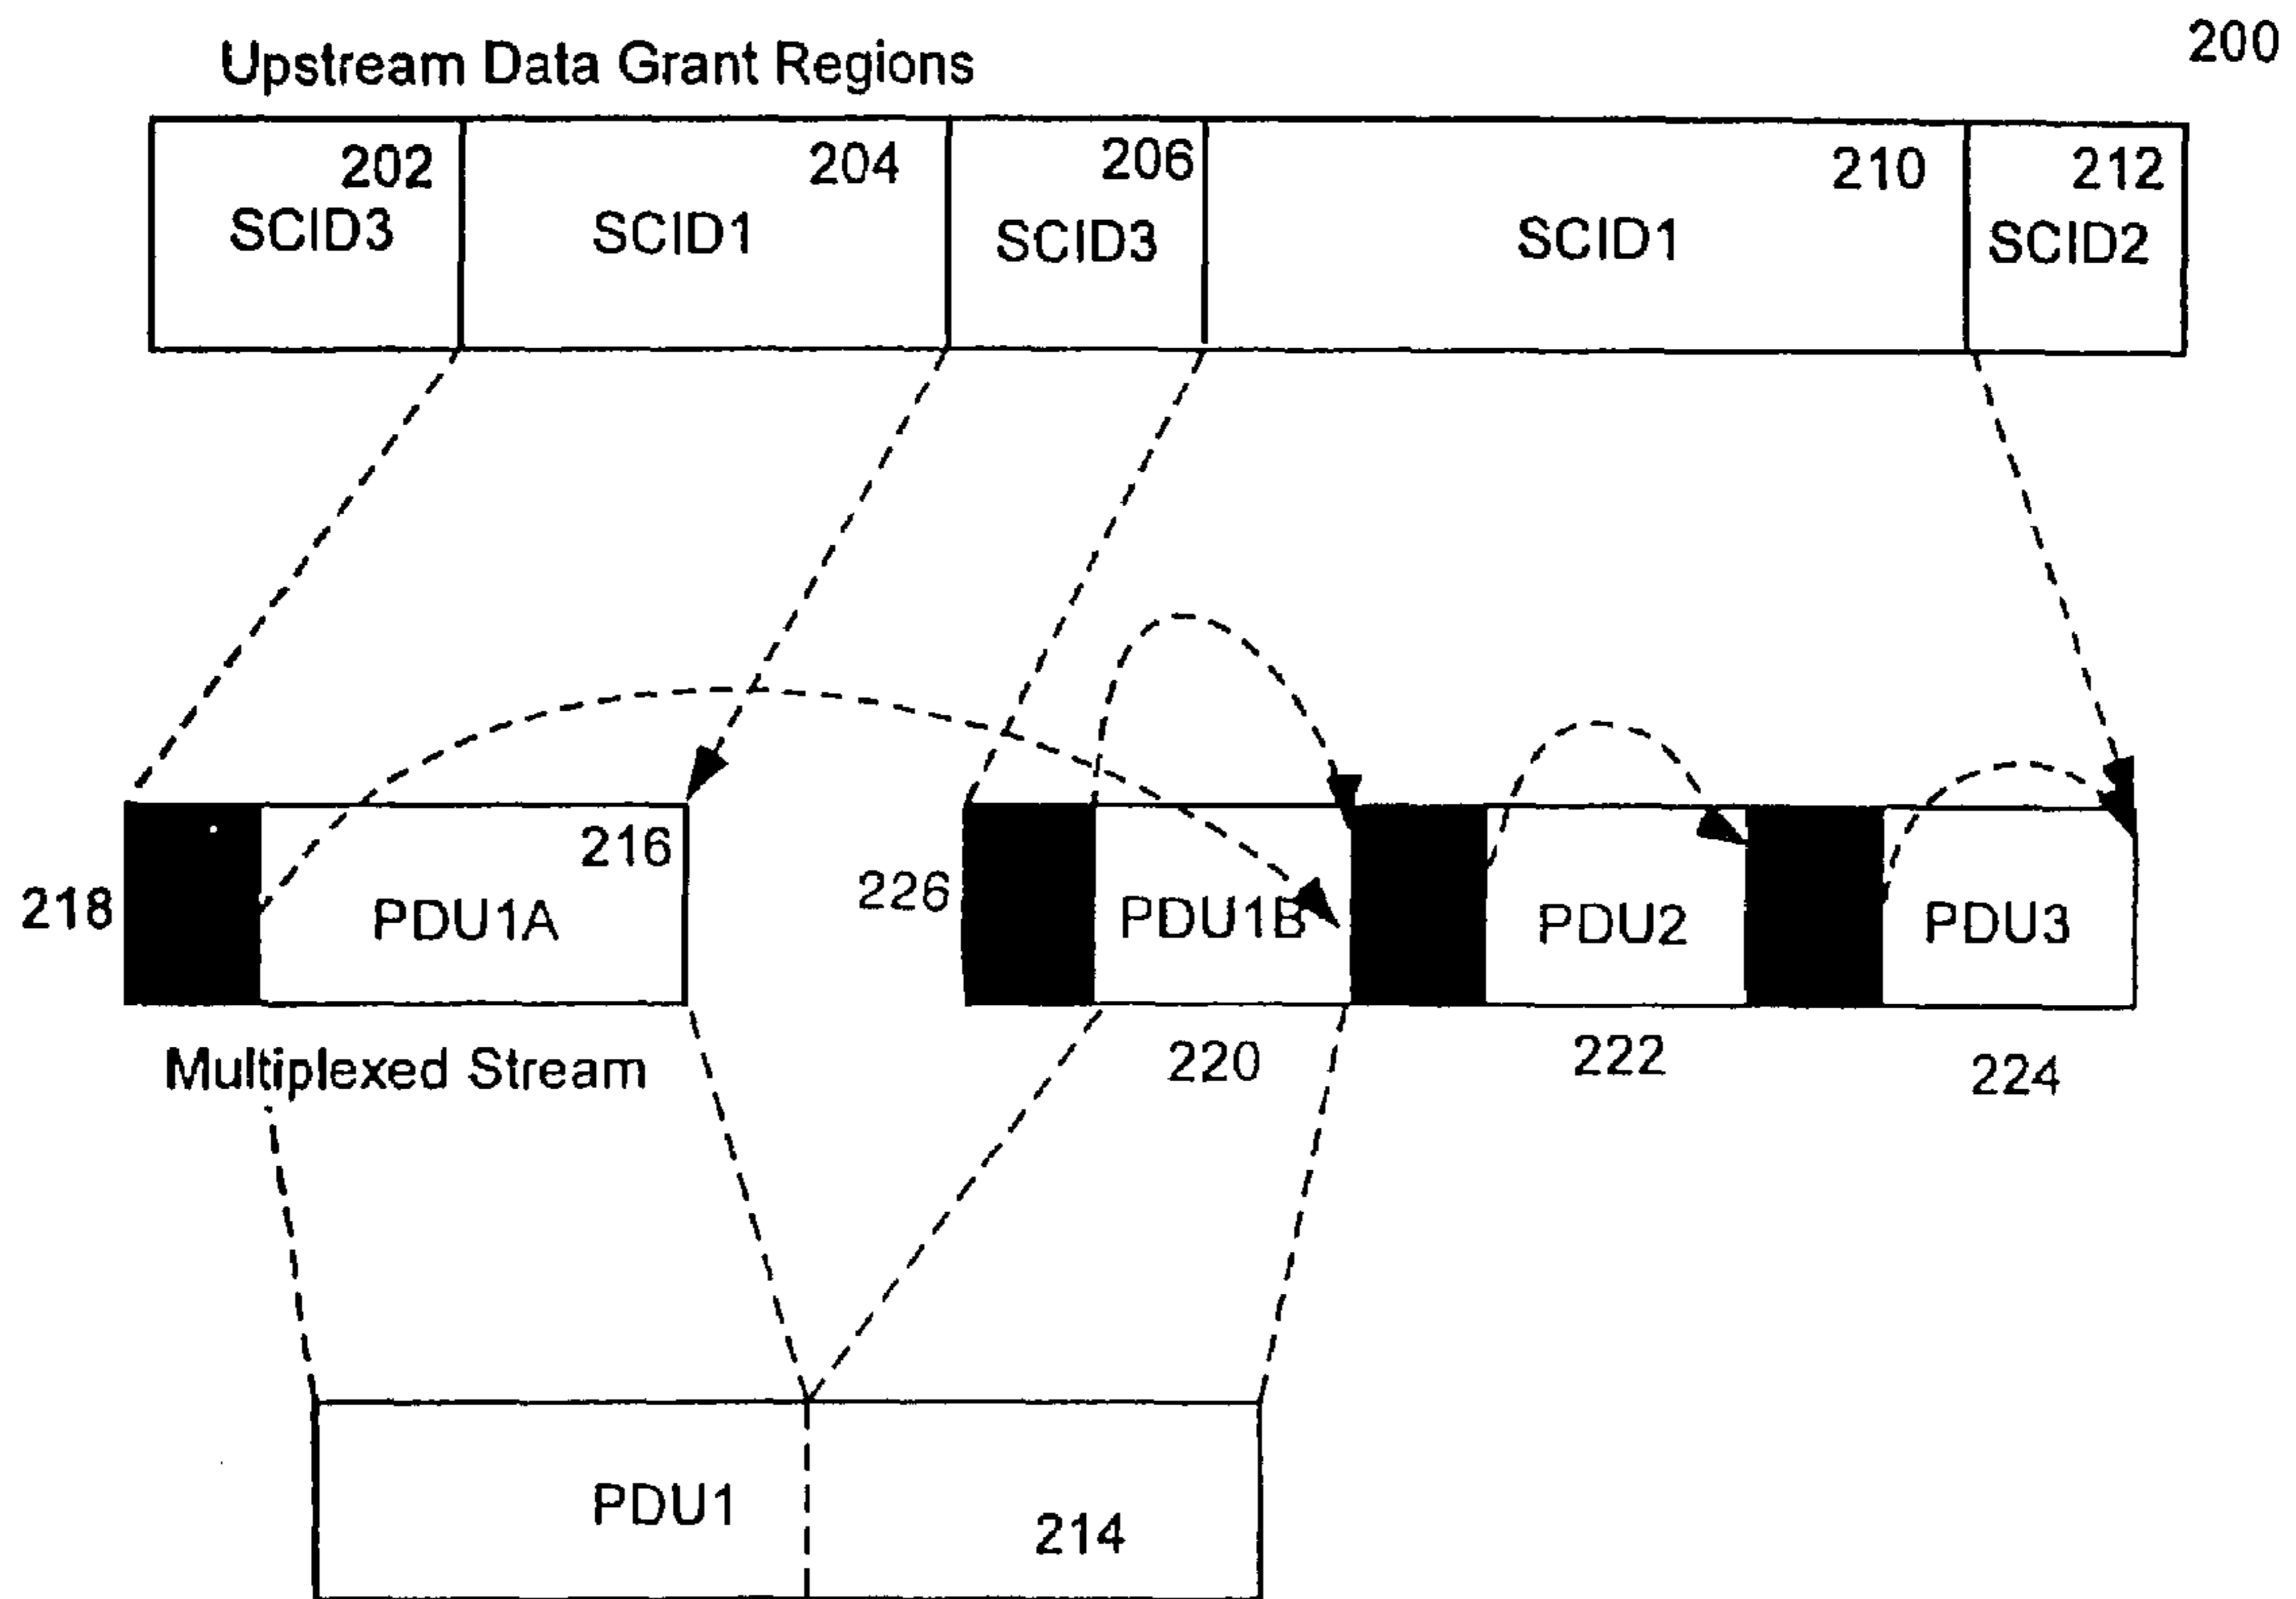 200
Upstream Data Grant Regions
202 204 206 210 212
SCID3 SCID1 SCID3 SCID1 SCID2
216
218 PDU1A 226 PDU1B PDU2 PDU3
Multiplexed Stream 220 222 224
PDU1 214